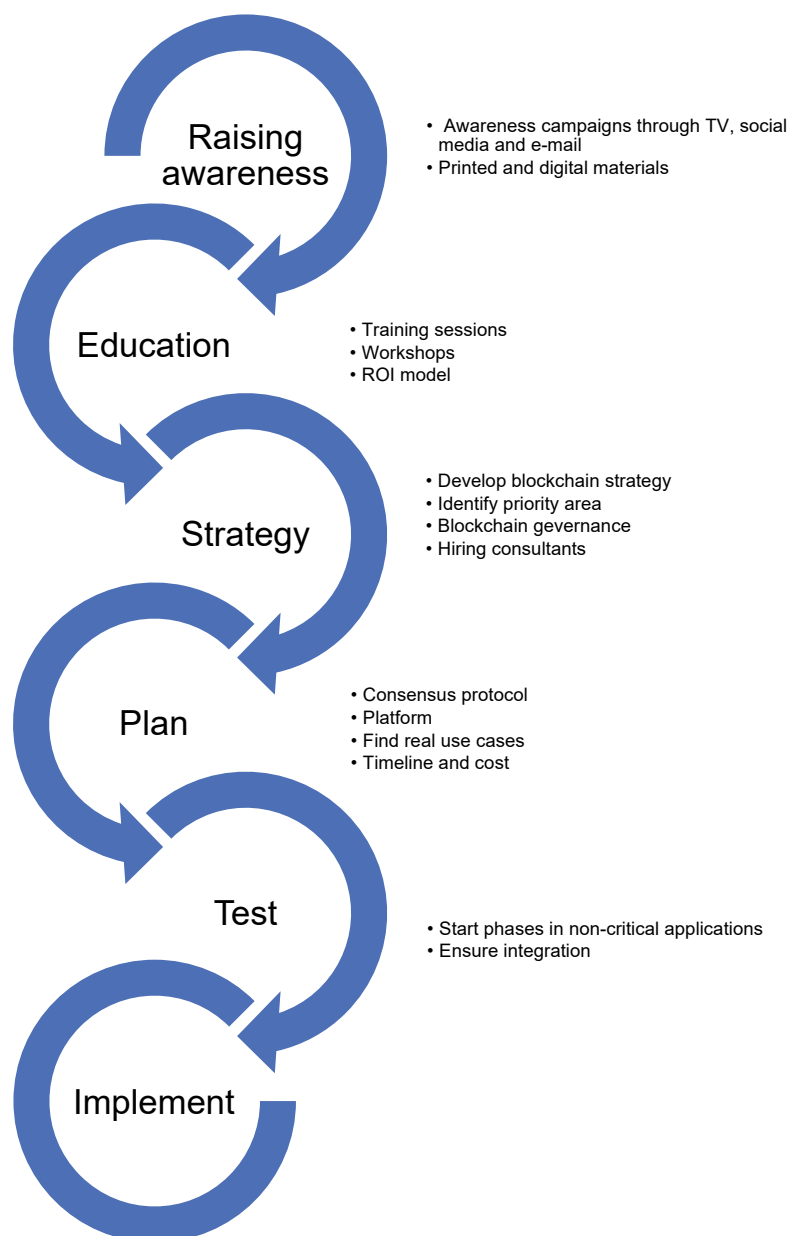 Raising
awareness
• Awareness campaigns through TV, social
media and e-mail
• Printed and digital materials
Education
• Training sessions
• Workshops
• ROI model
Strategy
• Develop blockchain strategy
• Identify priority area
• Blockchain gevernance
• Hiring consultants
Plan
• Consensus protocol
• Platform
• Find real use cases
• Timeline and cost
Test
• Start phases in non-critical applications
• Ensure integration
Implement